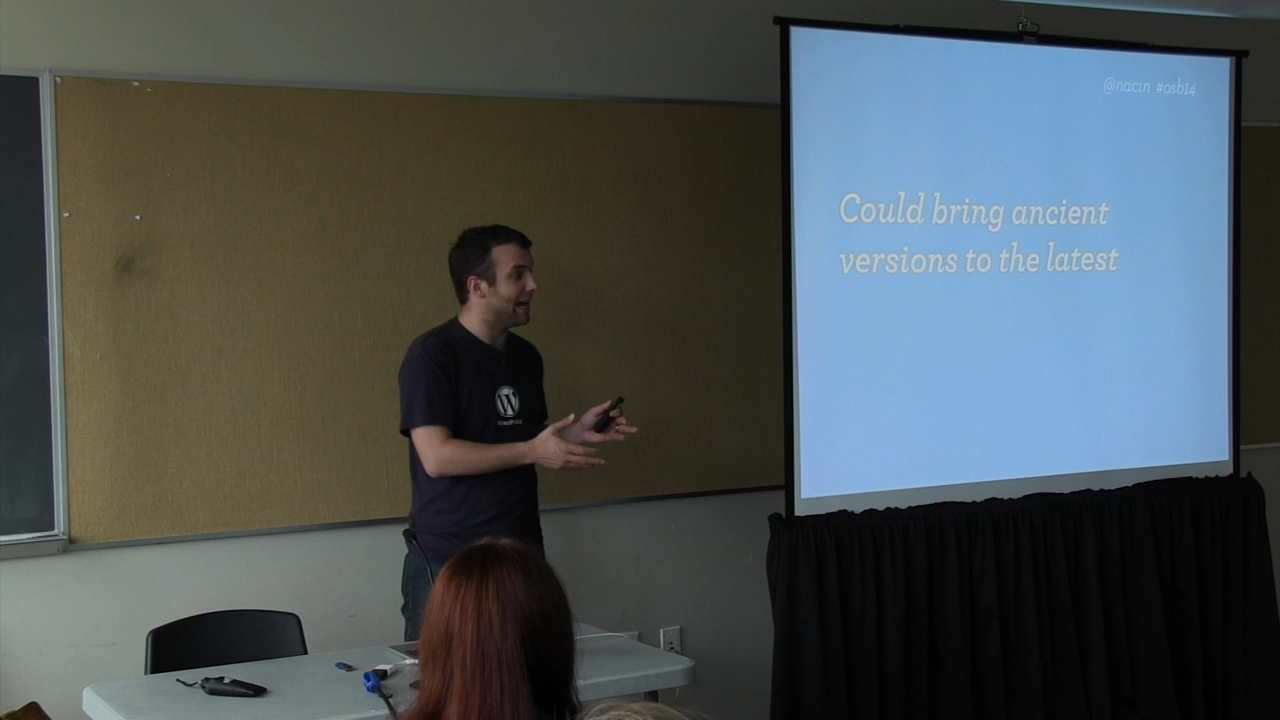 @nacin #osb14
Could bring ancient
versions to the latest
W